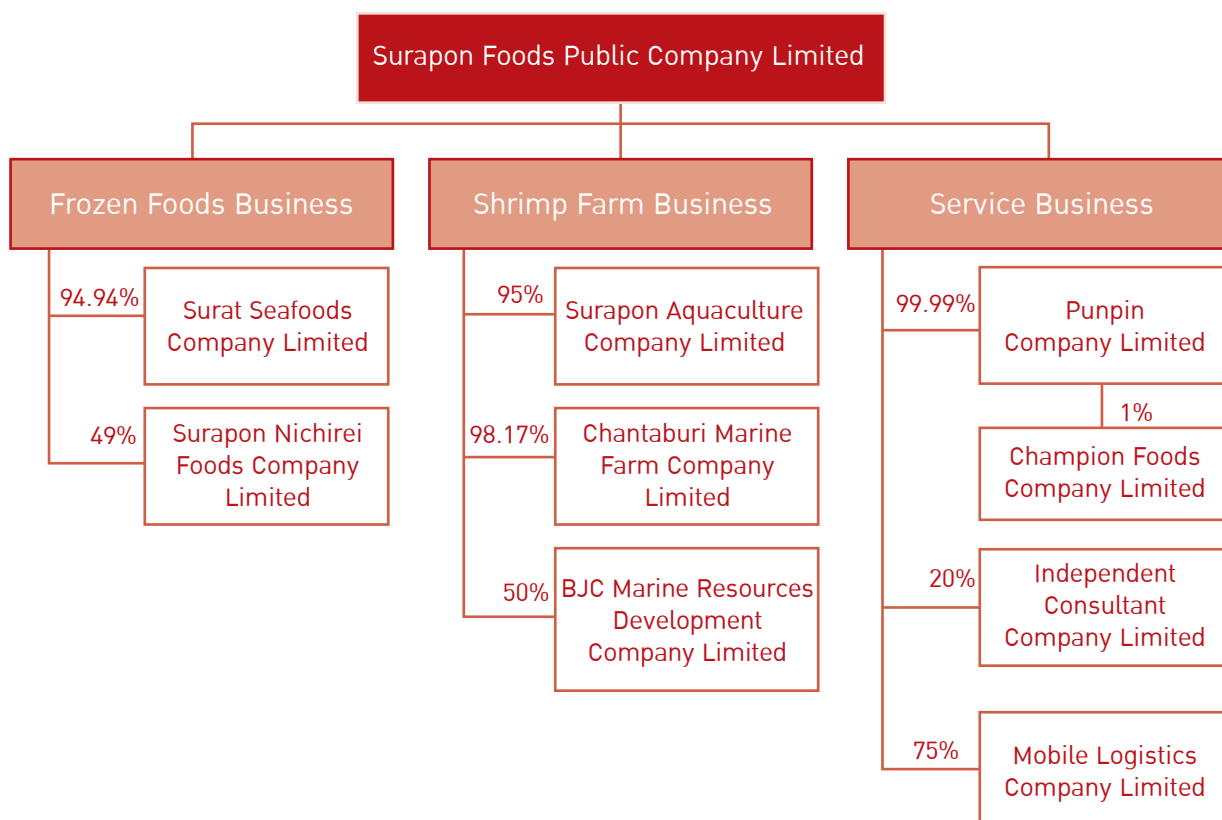 Surapon Foods Public Company Limited
Frozen Foods Business
94.94%
Surat Seafoods
Company Limited
49%
Surapon Nichirei
Foods Company
Limited
Shrimp Farm Business
95%
Surapon Aquaculture
Company Limited
98.17%
Chantaburi Marine
Farm Company
Limited
50%
BJC Marine Resources
Development
Company Limited
Service Business
99.99%
Punpin
Company Limited
1%
Champion Foods
Company Limited
20%
Independent
Consultant
Company Limited
75%
Mobile Logistics
Company Limited